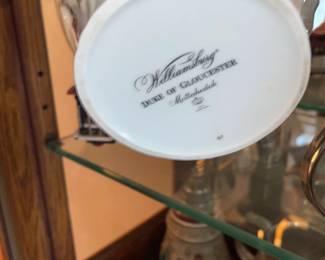 Williamsburg
DUKE OF GLOUCESTER
Mottahedeh